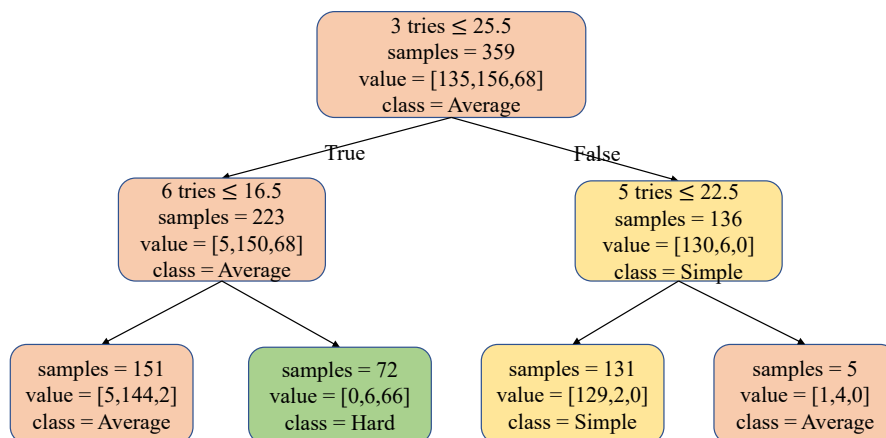 3 tries ≤ 25.5
samples = 359
value = [135,156,68]
class = Average
True
False
6 tries ≤ 16.5
samples = 223
value = [5,150,68]
class = Average
5 tries ≤ 22.5
samples = 136
value = [130,6,0]
class = Simple
samples = 151
value = [5,144,2]
class = Average
samples = 72
value = [0,6,66]
class = Hard
samples = 131
value = [129,2,0]
class = Simple
samples = 5
value = [1,4,0]
class = Average